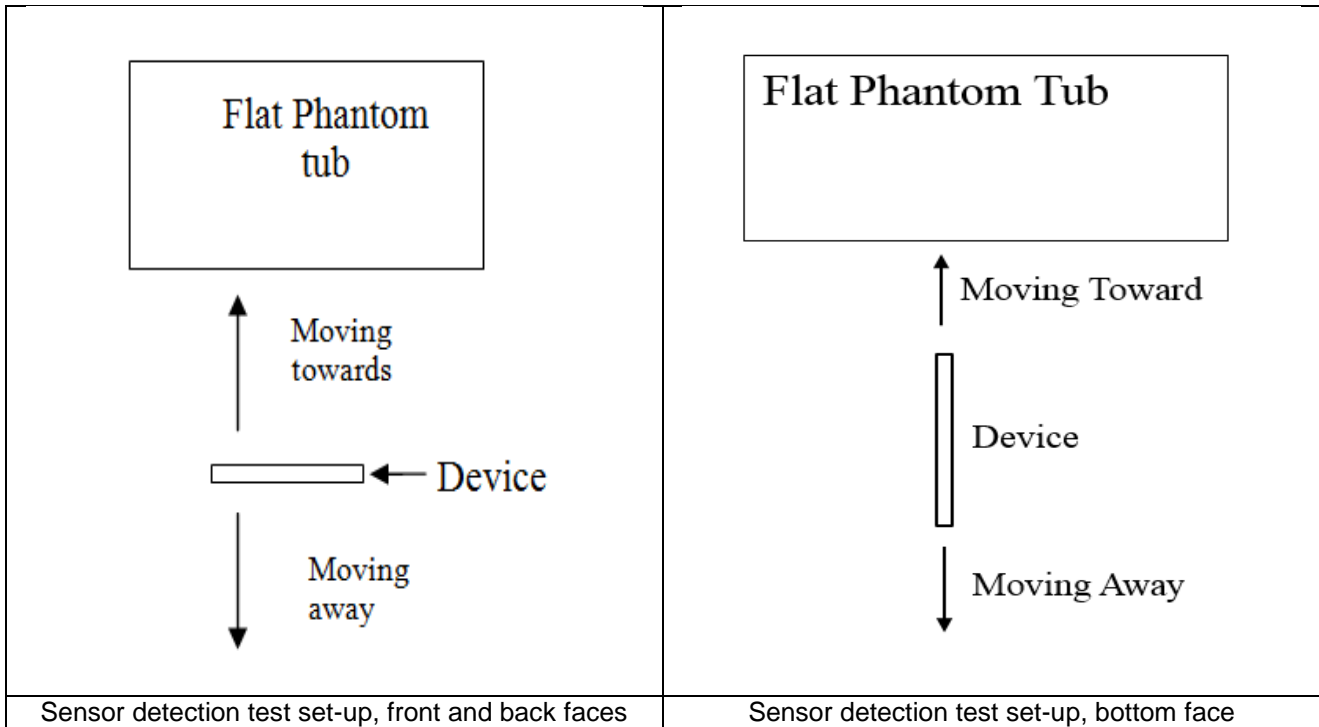 Flat Phantom
tub
Moving
towards
Device
Moving
away
Sensor detection test set-up, front and back faces
Flat Phantom Tub
Moving Toward
Device
Moving Away
Sensor detection test set-up, bottom face